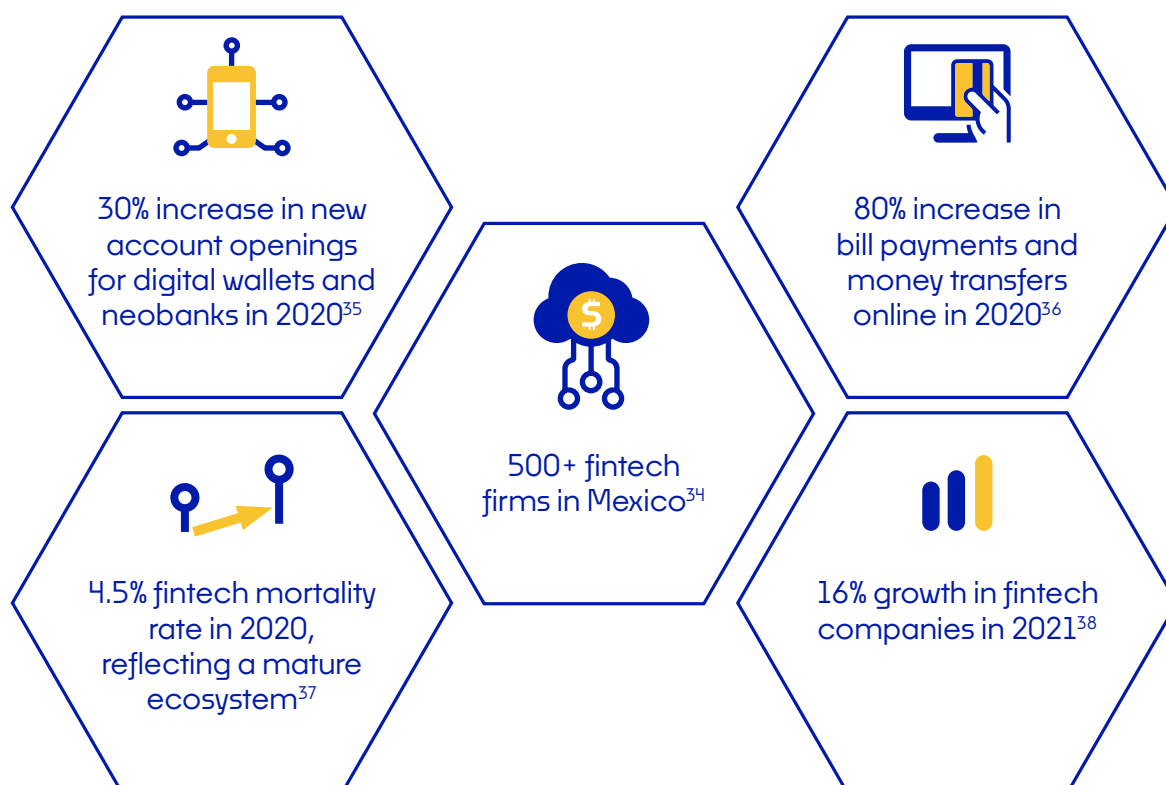 30% increase in new
account openings
for digital wallets and
neobanks in 2020³⁵
80% increase in
bill payments and
money transfers
online in 2020³⁶
$
500+ fintech
firms in Mexico³⁴
4.5% fintech mortality
rate in 2020,
reflecting a mature
ecosystem³⁷
16% growth in fintech
companies in 2021³⁸